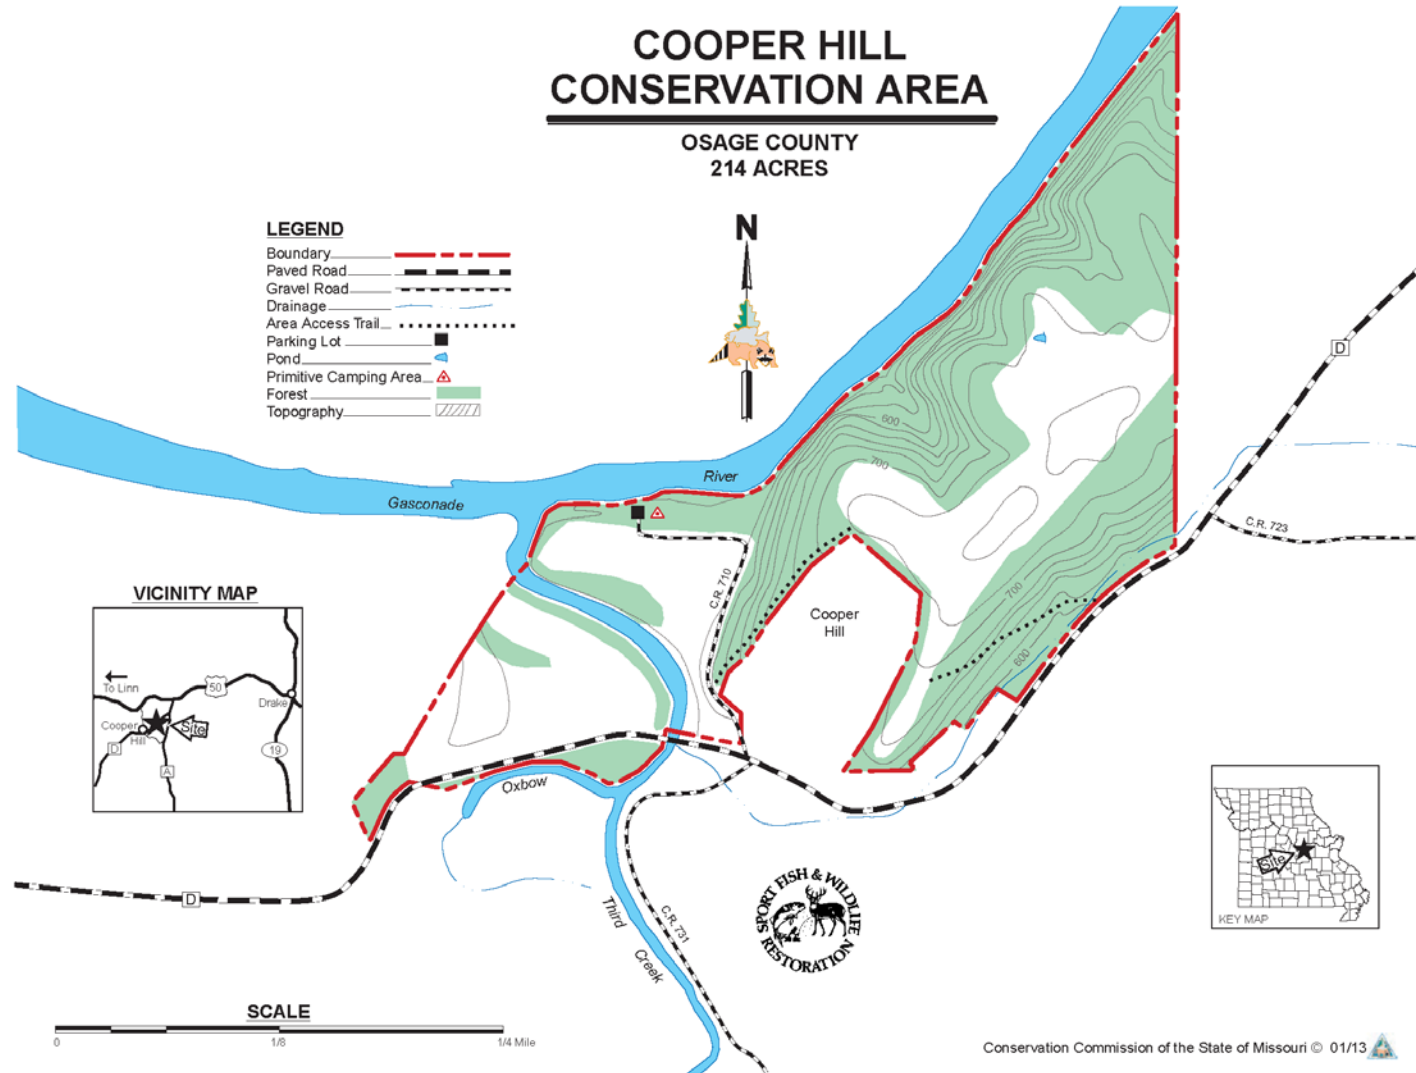 COOPER HILL
CONSERVATION AREA
OSAGE COUNTY
214 ACRES
N
LEGEND
Boundary
Paved Road
Gravel Road
Drainage
Area Access Trail
Parking Lot
Pond
Primitive Camping Area
Forest
Topography
D
600
700
River
Gasconade
C.R. 723
C.R. 710
700
Cooper
Hill
600
VICINITY MAP
To Linn
50
Drake
Cooper
Hill
Site
D
19
A
Oxbow
D
Third
Creek
C.R. 731
SPORT FISH & WILDLIFE
RESTORATION
Site
KEY MAP
SCALE
0
1/8
1/4 Mile
Conservation Commission of the State of Missouri © 01/13